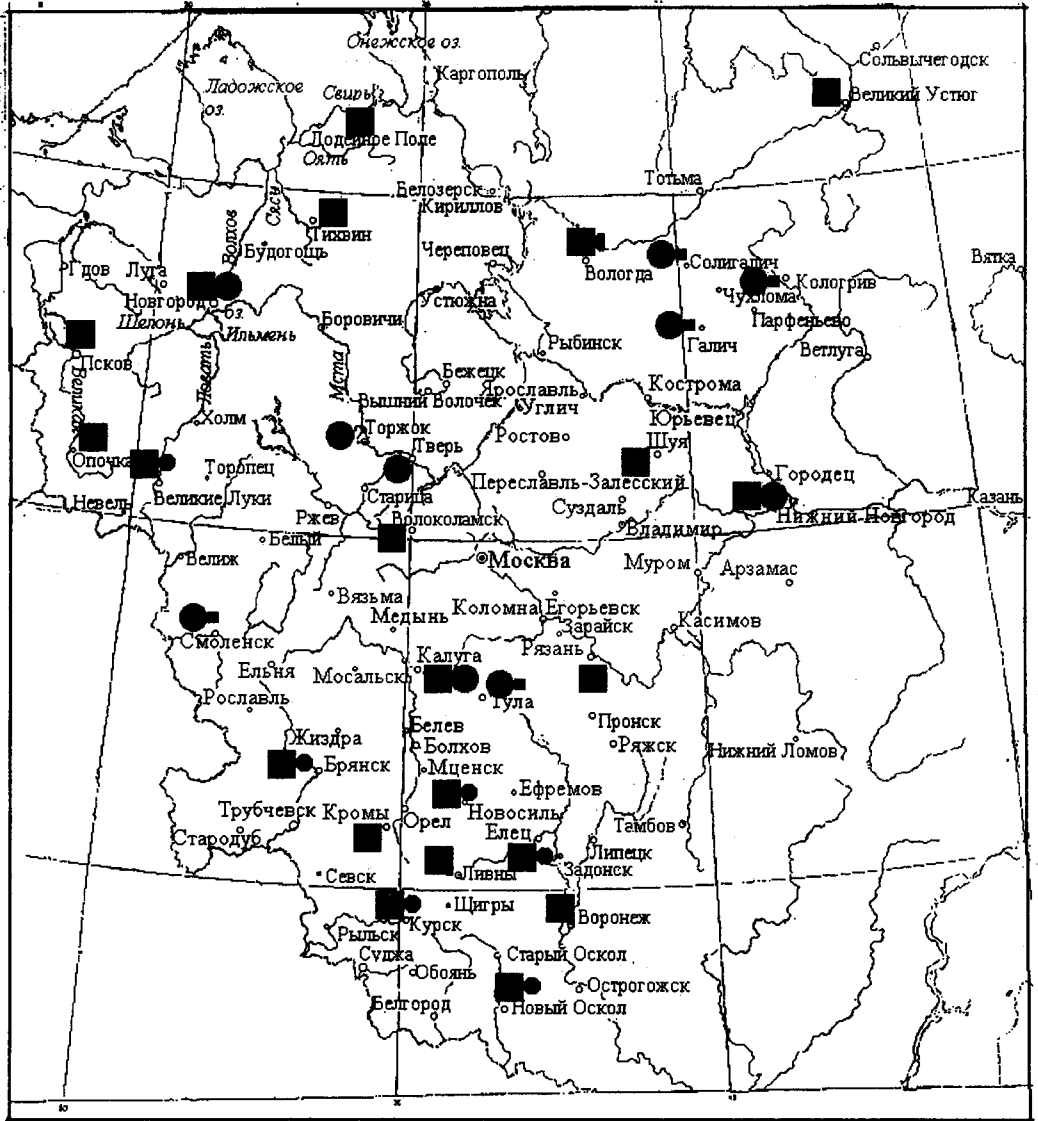 Онежское оз.
Сольвычегодск
Каргополь
Ладожское
оз.
Свирь
Великий Устюг
Лодейное Поле
Оять
Тотьма
Белозерск
Кириллов
Сясь
Тихвин
Волхов
Будогощь
Череповец
Вологда
Солигалич
Вятка
Гдов
Луга
Кологрив
Чухлома
Новгород
Устюжна
оз.
Шелонь
Ильмень
Боровичи
Парфеньево
Псков
Рыбинск
Галич
Ветлуга
Великая
Ловать
Мста
Бежецк
Кострома
Вышний Волочек
Ярославль
Углич
Юрьевец
Холм
Торжок
Ростов
Шуя
Тверь
Опочка
Торопец
Городец
Переславль-Залесский
Невель
Великие Луки
Старица
Казань
Суздаль
Ржев
Волоколамск
Владимир
Нижний-Новгород
Белый
Велиж
Москва
Муром
Арзамас
Вязьма
Медынь
Коломна
Егорьевск
Зарайск
Касимов
Смоленск
Рязань
Калуга
Ельня
Мосальск
Рославль
Тула
Пронск
Белев
Жиздра
Болхов
Ряжск
Нижний Ломов
Брянск
Мценск
Ефремов
Трубчевск
Кромы
Орел
Новосиль
Елец
Тамбов
Стародуб
Липецк
Севск
Ливны
Задонск
Щигры
Курск
Воронеж
Рыльск
Суджа
Старый Оскол
Обоянь
Острогожск
Белгород
Новый Оскол